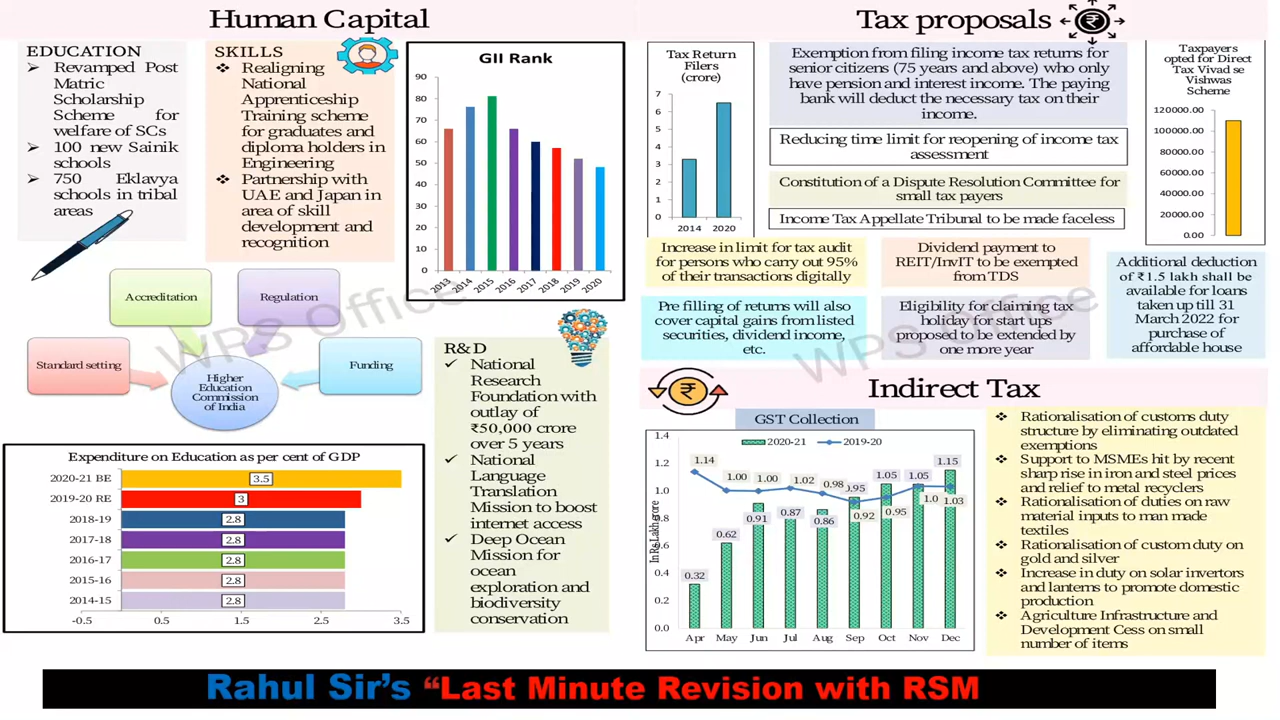 Human Capital
EDUCATION
➢ Revamped Post
Matric
Scholarship
Scheme for
welfare of SCs
➢ 100 new Sainik
schools
➢ 750 Eklavya
schools in tribal
areas
SKILLS
❖ Realigning
National
Apprenticeship
Training scheme
for graduates and
diploma holders in
Engineering
❖ Partnership with
UAE and Japan in
area of skill
development and
recognition
GII Rank
90
80
70
60
50
40
30
20
10
0
2013 2014 2015 2016 2017 2018 2019 2020
Accreditation
Regulation
Standard setting
Funding
Higher
Education
Commission
of India
R&D
✓ National
Research
Foundation with
outlay of
₹50,000 crore
over 5 years
✓ National
Language
Translation
Mission to boost
internet access
✓ Deep Ocean
Mission for
ocean
exploration and
biodiversity
conservation
Expenditure on Education as per cent of GDP
2020-21 BE 3.5
2019-20 RE 3
2018-19 2.8
2017-18 2.8
2016-17 2.8
2015-16 2.8
2014-15 2.8
-0.5 0.5 1.5 2.5 3.5
WPS Office
Tax proposals
Tax Return
Filers
(crore)
7
6
5
4
3
2
1
0
2014 2020
Exemption from filing income tax returns for
senior citizens (75 years and above) who only
have pension and interest income. The paying
bank will deduct the necessary tax on their
income.
Reducing time limit for reopening of income tax
assessment
Constitution of a Dispute Resolution Committee for
small tax payers
Income Tax Appellate Tribunal to be made faceless
Taxpayers
opted for Direct
Tax Vivad se
Vishwas
Scheme
120000.00
100000.00
80000.00
60000.00
40000.00
20000.00
0.00
Increase in limit for tax audit
for persons who carry out 95%
of their transactions digitally
Dividend payment to
REIT/InvIT to be exempted
from TDS
Additional deduction
of ₹1.5 lakh shall be
available for loans
taken up till 31
March 2022 for
purchase of
affordable house
Pre filling of returns will also
cover capital gains from listed
securities, dividend income,
etc.
Eligibility for claiming tax
holiday for start ups
proposed to be extended by
one more year
WPS Office
Indirect Tax
GST Collection
2020-21 2019-20
In Rs Lakh crore
1.4
1.2
1.0
0.8
0.6
0.4
0.2
0.0
1.14 1.00 1.00 1.02 0.98 0.92 0.95 1.0 1.03
0.32 0.62 0.91 0.87 0.86 0.95 1.05 1.05 1.15
Apr May Jun Jul Aug Sep Oct Nov Dec
❖ Rationalisation of customs duty
structure by eliminating outdated
exemptions
❖ Support to MSMEs hit by recent
sharp rise in iron and steel prices
and relief to metal recyclers
❖ Rationalisation of duties on raw
material inputs to man made
textiles
❖ Rationalisation of custom duty on
gold and silver
❖ Increase in duty on solar invertors
and lanterns to promote domestic
production
❖ Agriculture Infrastructure and
Development Cess on small
number of items
Rahul Sir's “Last Minute Revision with RSM